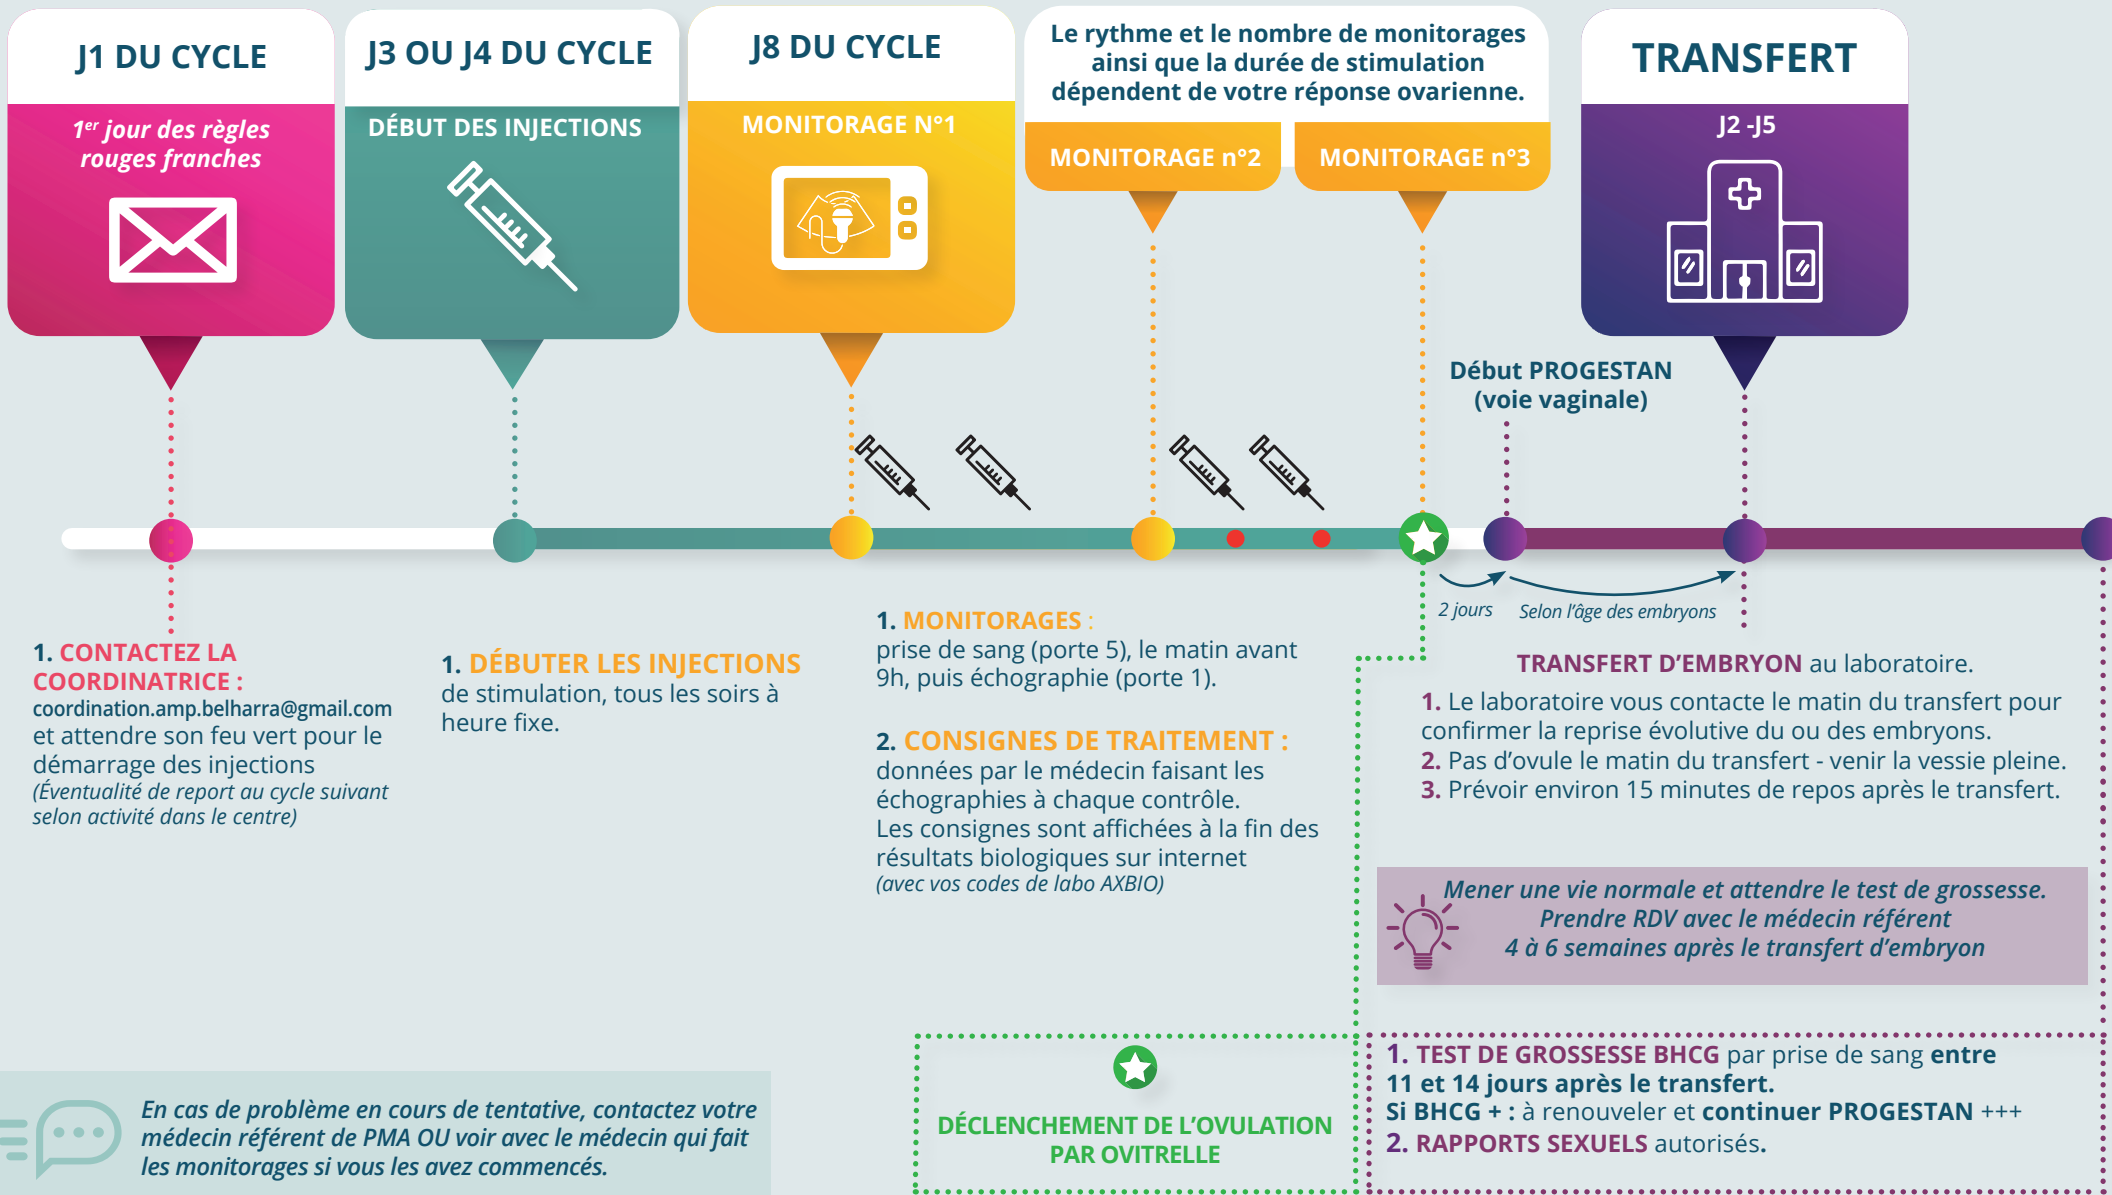 J1 DU CYCLE
1er jour des règles
rouges franches
J3 OU J4 DU CYCLE
DÉBUT DES INJECTIONS
J8 DU CYCLE
MONITORAGE N°1
Le rythme et le nombre de monitorages
ainsi que la durée de stimulation
dépendent de votre réponse ovarienne.
MONITORAGE n°2
MONITORAGE n°3
TRANSFERT
J2 -J5
Début PROGESTAN
(voie vaginale)
2 jours
Selon l'âge des embryons
1. CONTACTEZ LA
COORDINATRICE :
coordination.amp.belharra@gmail.com
et attendre son feu vert pour le
démarrage des injections
(Éventualité de report au cycle suivant
selon activité dans le centre)
1. DÉBUTER LES INJECTIONS
de stimulation, tous les soirs à
heure fixe.
1. MONITORAGES :
prise de sang (porte 5), le matin avant
9h, puis échographie (porte 1).
2. CONSIGNES DE TRAITEMENT :
données par le médecin faisant les
échographies à chaque contrôle.
Les consignes sont affichées à la fin des
résultats biologiques sur internet
(avec vos codes de labo AXBIO)
TRANSFERT D'EMBRYON au laboratoire.
1. Le laboratoire vous contacte le matin du transfert pour
confirmer la reprise évolutive du ou des embryons.
2. Pas d'ovule le matin du transfert - venir la vessie pleine.
3. Prévoir environ 15 minutes de repos après le transfert.
Mener une vie normale et attendre le test de grossesse.
Prendre RDV avec le médecin référent
4 à 6 semaines après le transfert d'embryon
En cas de problème en cours de tentative, contactez votre
médecin référent de PMA OU voir avec le médecin qui fait
les monitorages si vous les avez commencés.
DÉCLENCHEMENT DE L'OVULATION
PAR OVITRELLE
1. TEST DE GROSSESSE BHCG par prise de sang entre
11 et 14 jours après le transfert.
Si BHCG + : à renouveler et continuer PROGESTAN +++
2. RAPPORTS SEXUELS autorisés.